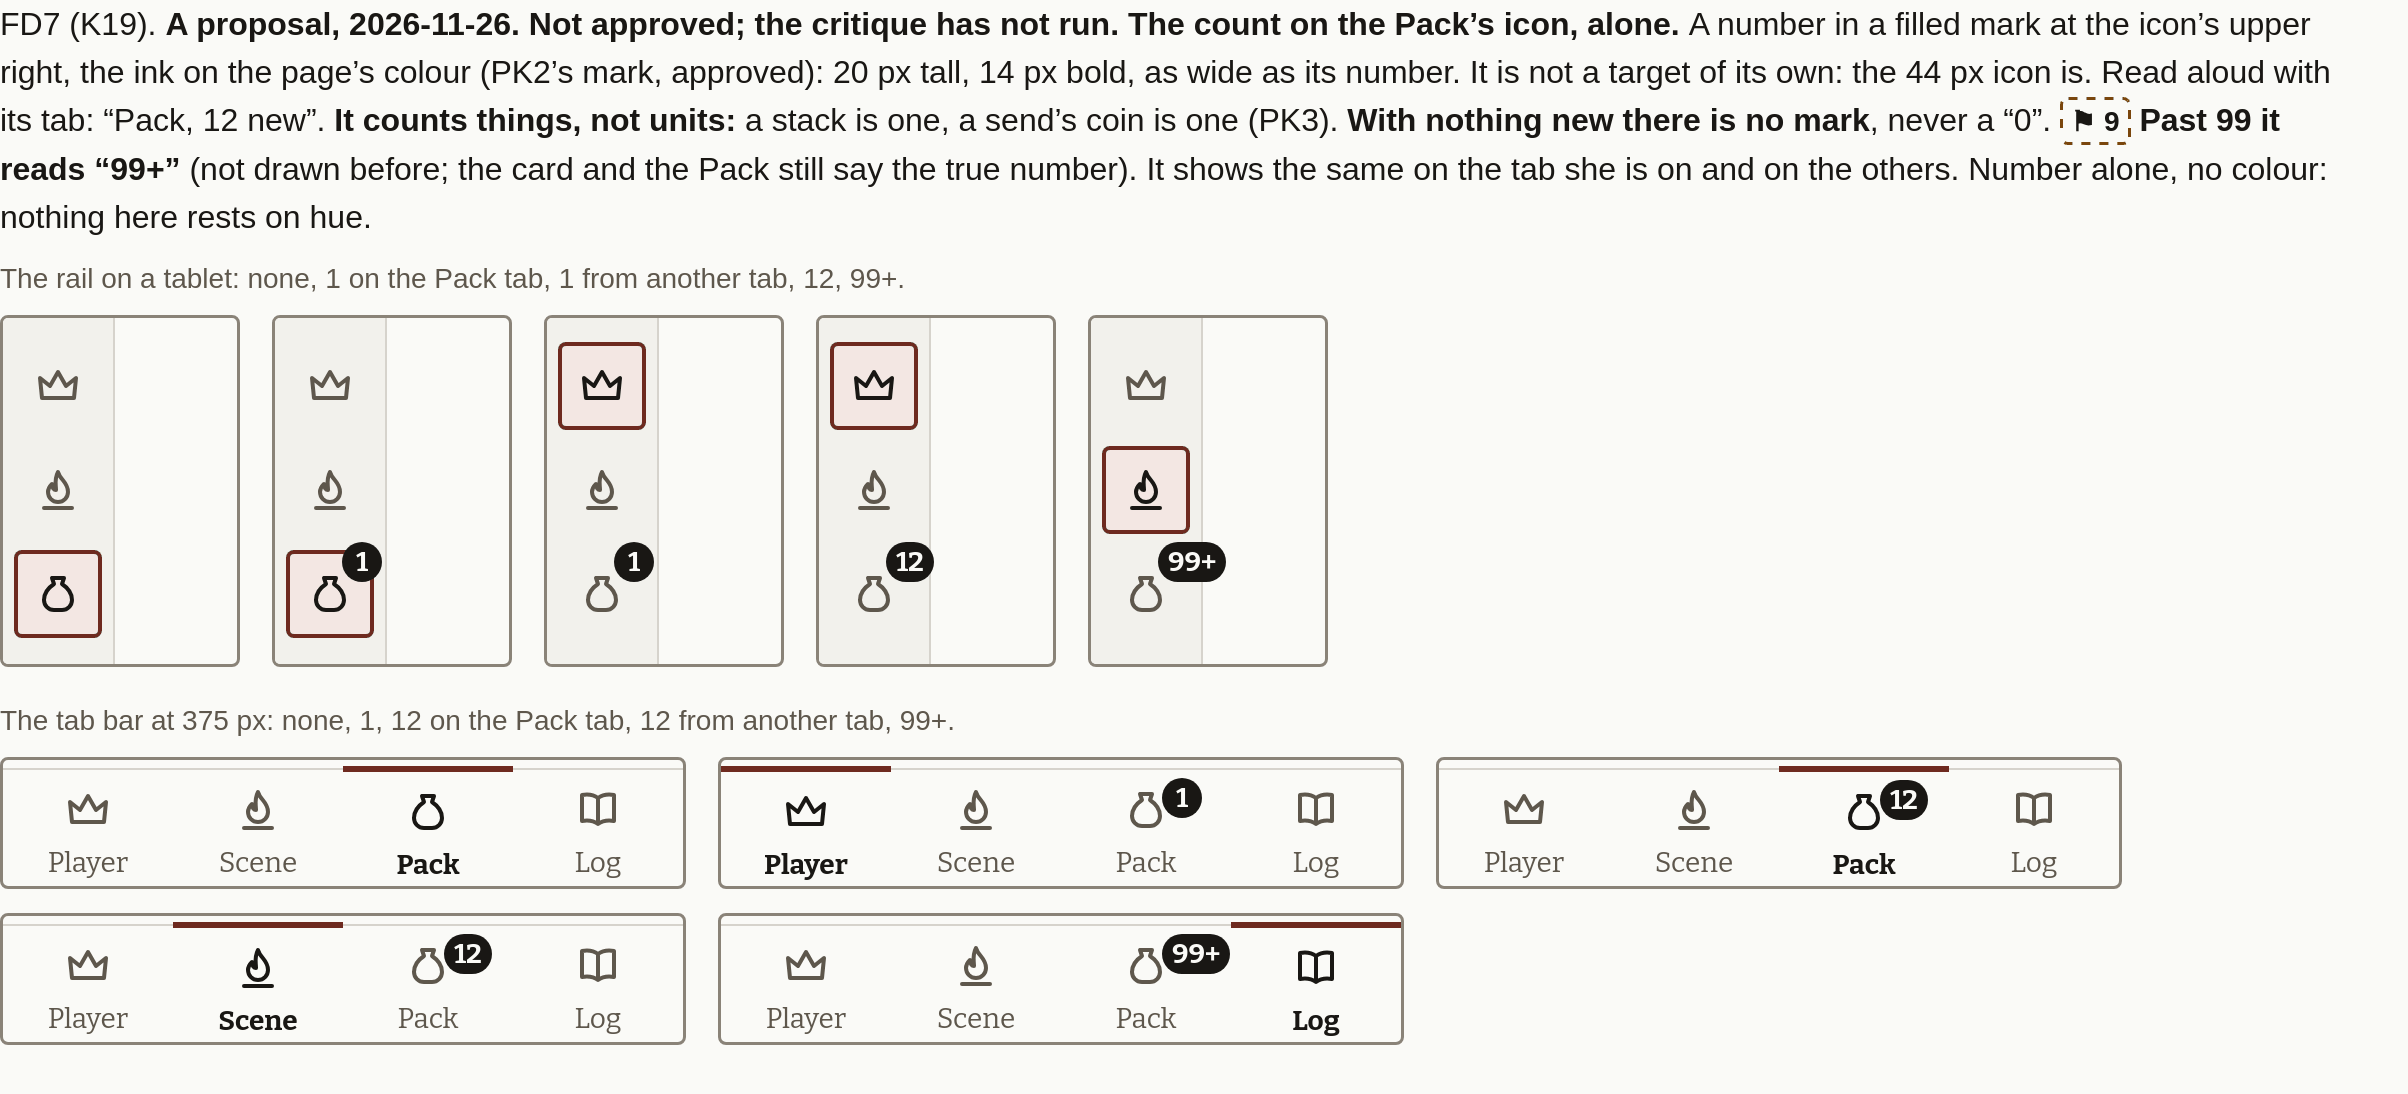 FD7 (K19). A proposal, 2026-11-26. Not approved; the critique has not run. The count on the Pack’s icon, alone. A number in a filled mark at the icon’s upper
right, the ink on the page’s colour (PK2’s mark, approved): 20 px tall, 14 px bold, as wide as its number. It is not a target of its own: the 44 px icon is. Read aloud with
its tab: “Pack, 12 new”. It counts things, not units: a stack is one, a send’s coin is one (PK3). With nothing new there is no mark, never a “0”. ⚑ 9 Past 99 it
reads “99+” (not drawn before; the card and the Pack still say the true number). It shows the same on the tab she is on and on the others. Number alone, no colour:
nothing here rests on hue.
The rail on a tablet: none, 1 on the Pack tab, 1 from another tab, 12, 99+.
1 1 12 99+
The tab bar at 375 px: none, 1, 12 on the Pack tab, 12 from another tab, 99+.
Player Scene Pack Log
1
Player Scene Pack Log
12
Player Scene Pack Log
12
Player Scene Pack Log
99+
Player Scene Pack Log